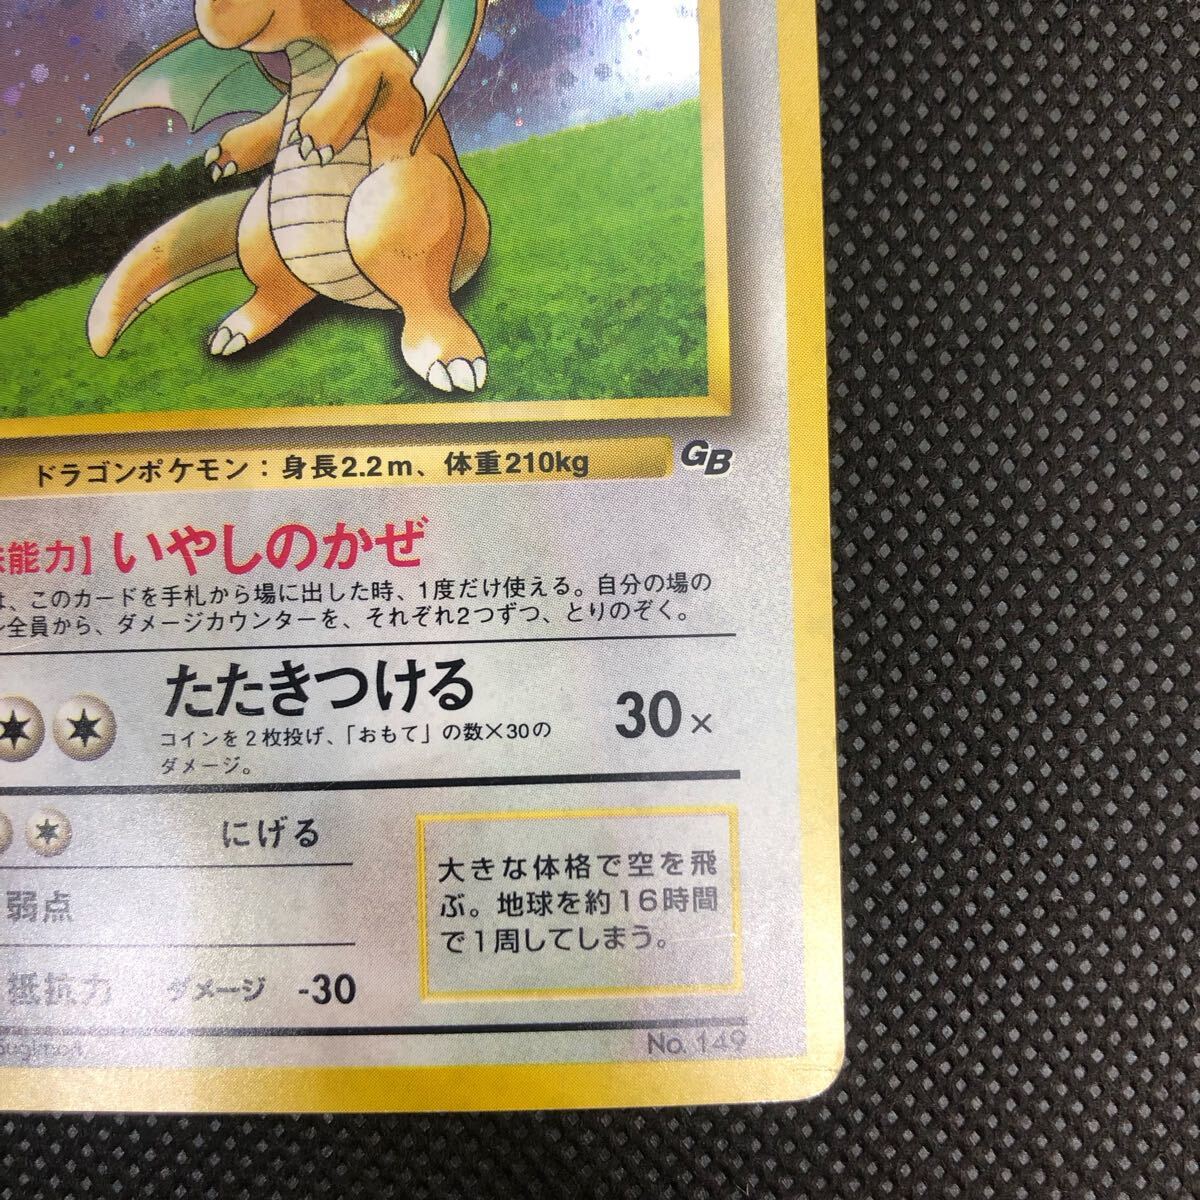 ドラゴンポケモン：身長2.2m、体重210kg
GB
能力】いやしのかぜ
は、このカードを手札から場に出した時、1度だけ使える。自分の場の
ン全員から、ダメージカウンターを、それぞれ2つずつ、とりのぞく。
たたきつける
30×
コインを2枚投げ、「おもて」の数×30の
ダメージ。
にげる
弱点
抵抗力 ダメージ -30
大きな体格で空を飛
ぶ。地球を約16時間
で1周してしまう。
No. 149